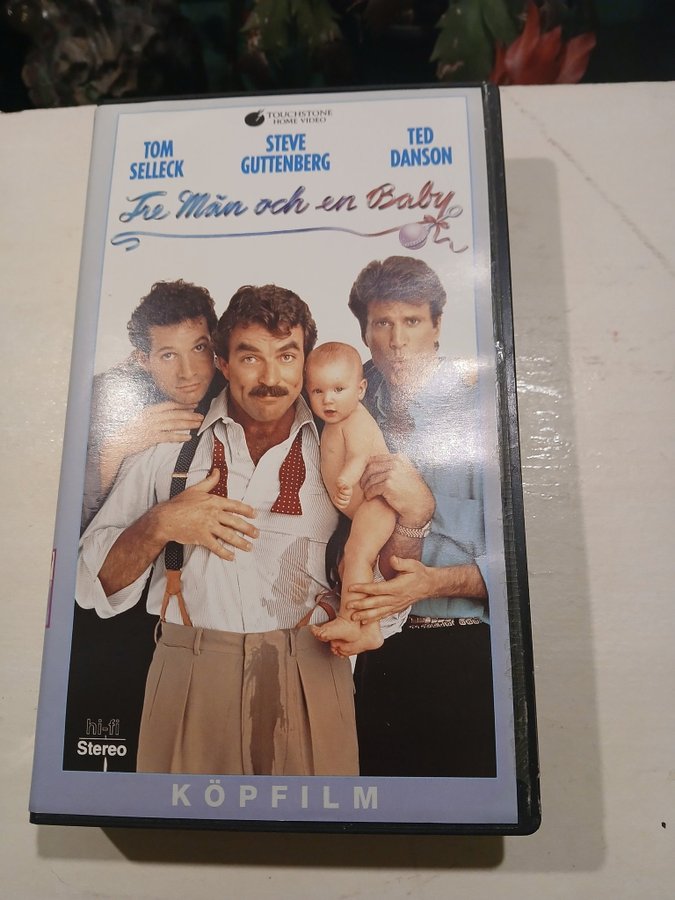 TOUCHSTONE
HOME VIDEO
TOM
SELLECK
STEVE
GUTTENBERG
TED
DANSON
Tre Män och en Baby
hi-fi
Stereo
KÖPFILM